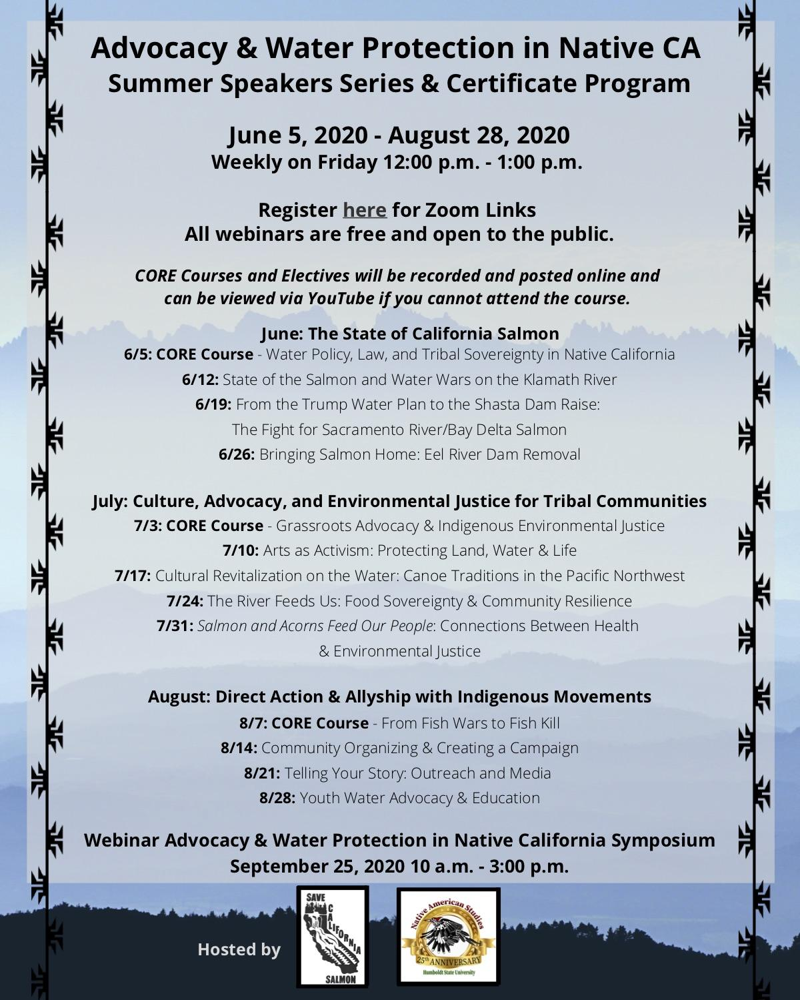 Advocacy & Water Protection in Native CA
Summer Speakers Series & Certificate Program
June 5, 2020 - August 28, 2020
Weekly on Friday 12:00 p.m. - 1:00 p.m.
Register here for Zoom Links
All webinars are free and open to the public.
CORE Courses and Electives will be recorded and posted online and
can be viewed via YouTube if you cannot attend the course.
June: The State of California Salmon
6/5: CORE Course - Water Policy, Law, and Tribal Sovereignty in Native California
6/12: State of the Salmon and Water Wars on the Klamath River
6/19: From the Trump Water Plan to the Shasta Dam Raise:
The Fight for Sacramento River/Bay Delta Salmon
6/26: Bringing Salmon Home: Eel River Dam Removal
July: Culture, Advocacy, and Environmental Justice for Tribal Communities
7/3: CORE Course - Grassroots Advocacy & Indigenous Environmental Justice
7/10: Arts as Activism: Protecting Land, Water & Life
7/17: Cultural Revitalization on the Water: Canoe Traditions in the Pacific Northwest
7/24: The River Feeds Us: Food Sovereignty & Community Resilience
7/31: Salmon and Acorns Feed Our People: Connections Between Health
& Environmental Justice
August: Direct Action & Allyship with Indigenous Movements
8/7: CORE Course - From Fish Wars to Fish Kill
8/14: Community Organizing & Creating a Campaign
8/21: Telling Your Story: Outreach and Media
8/28: Youth Water Advocacy & Education
Webinar Advocacy & Water Protection in Native California Symposium
September 25, 2020 10 a.m. - 3:00 p.m.
Hosted by
SAVE
CALIFORNIA
SALMON
Native American Studies
25th ANNIVERSARY
Humboldt State University